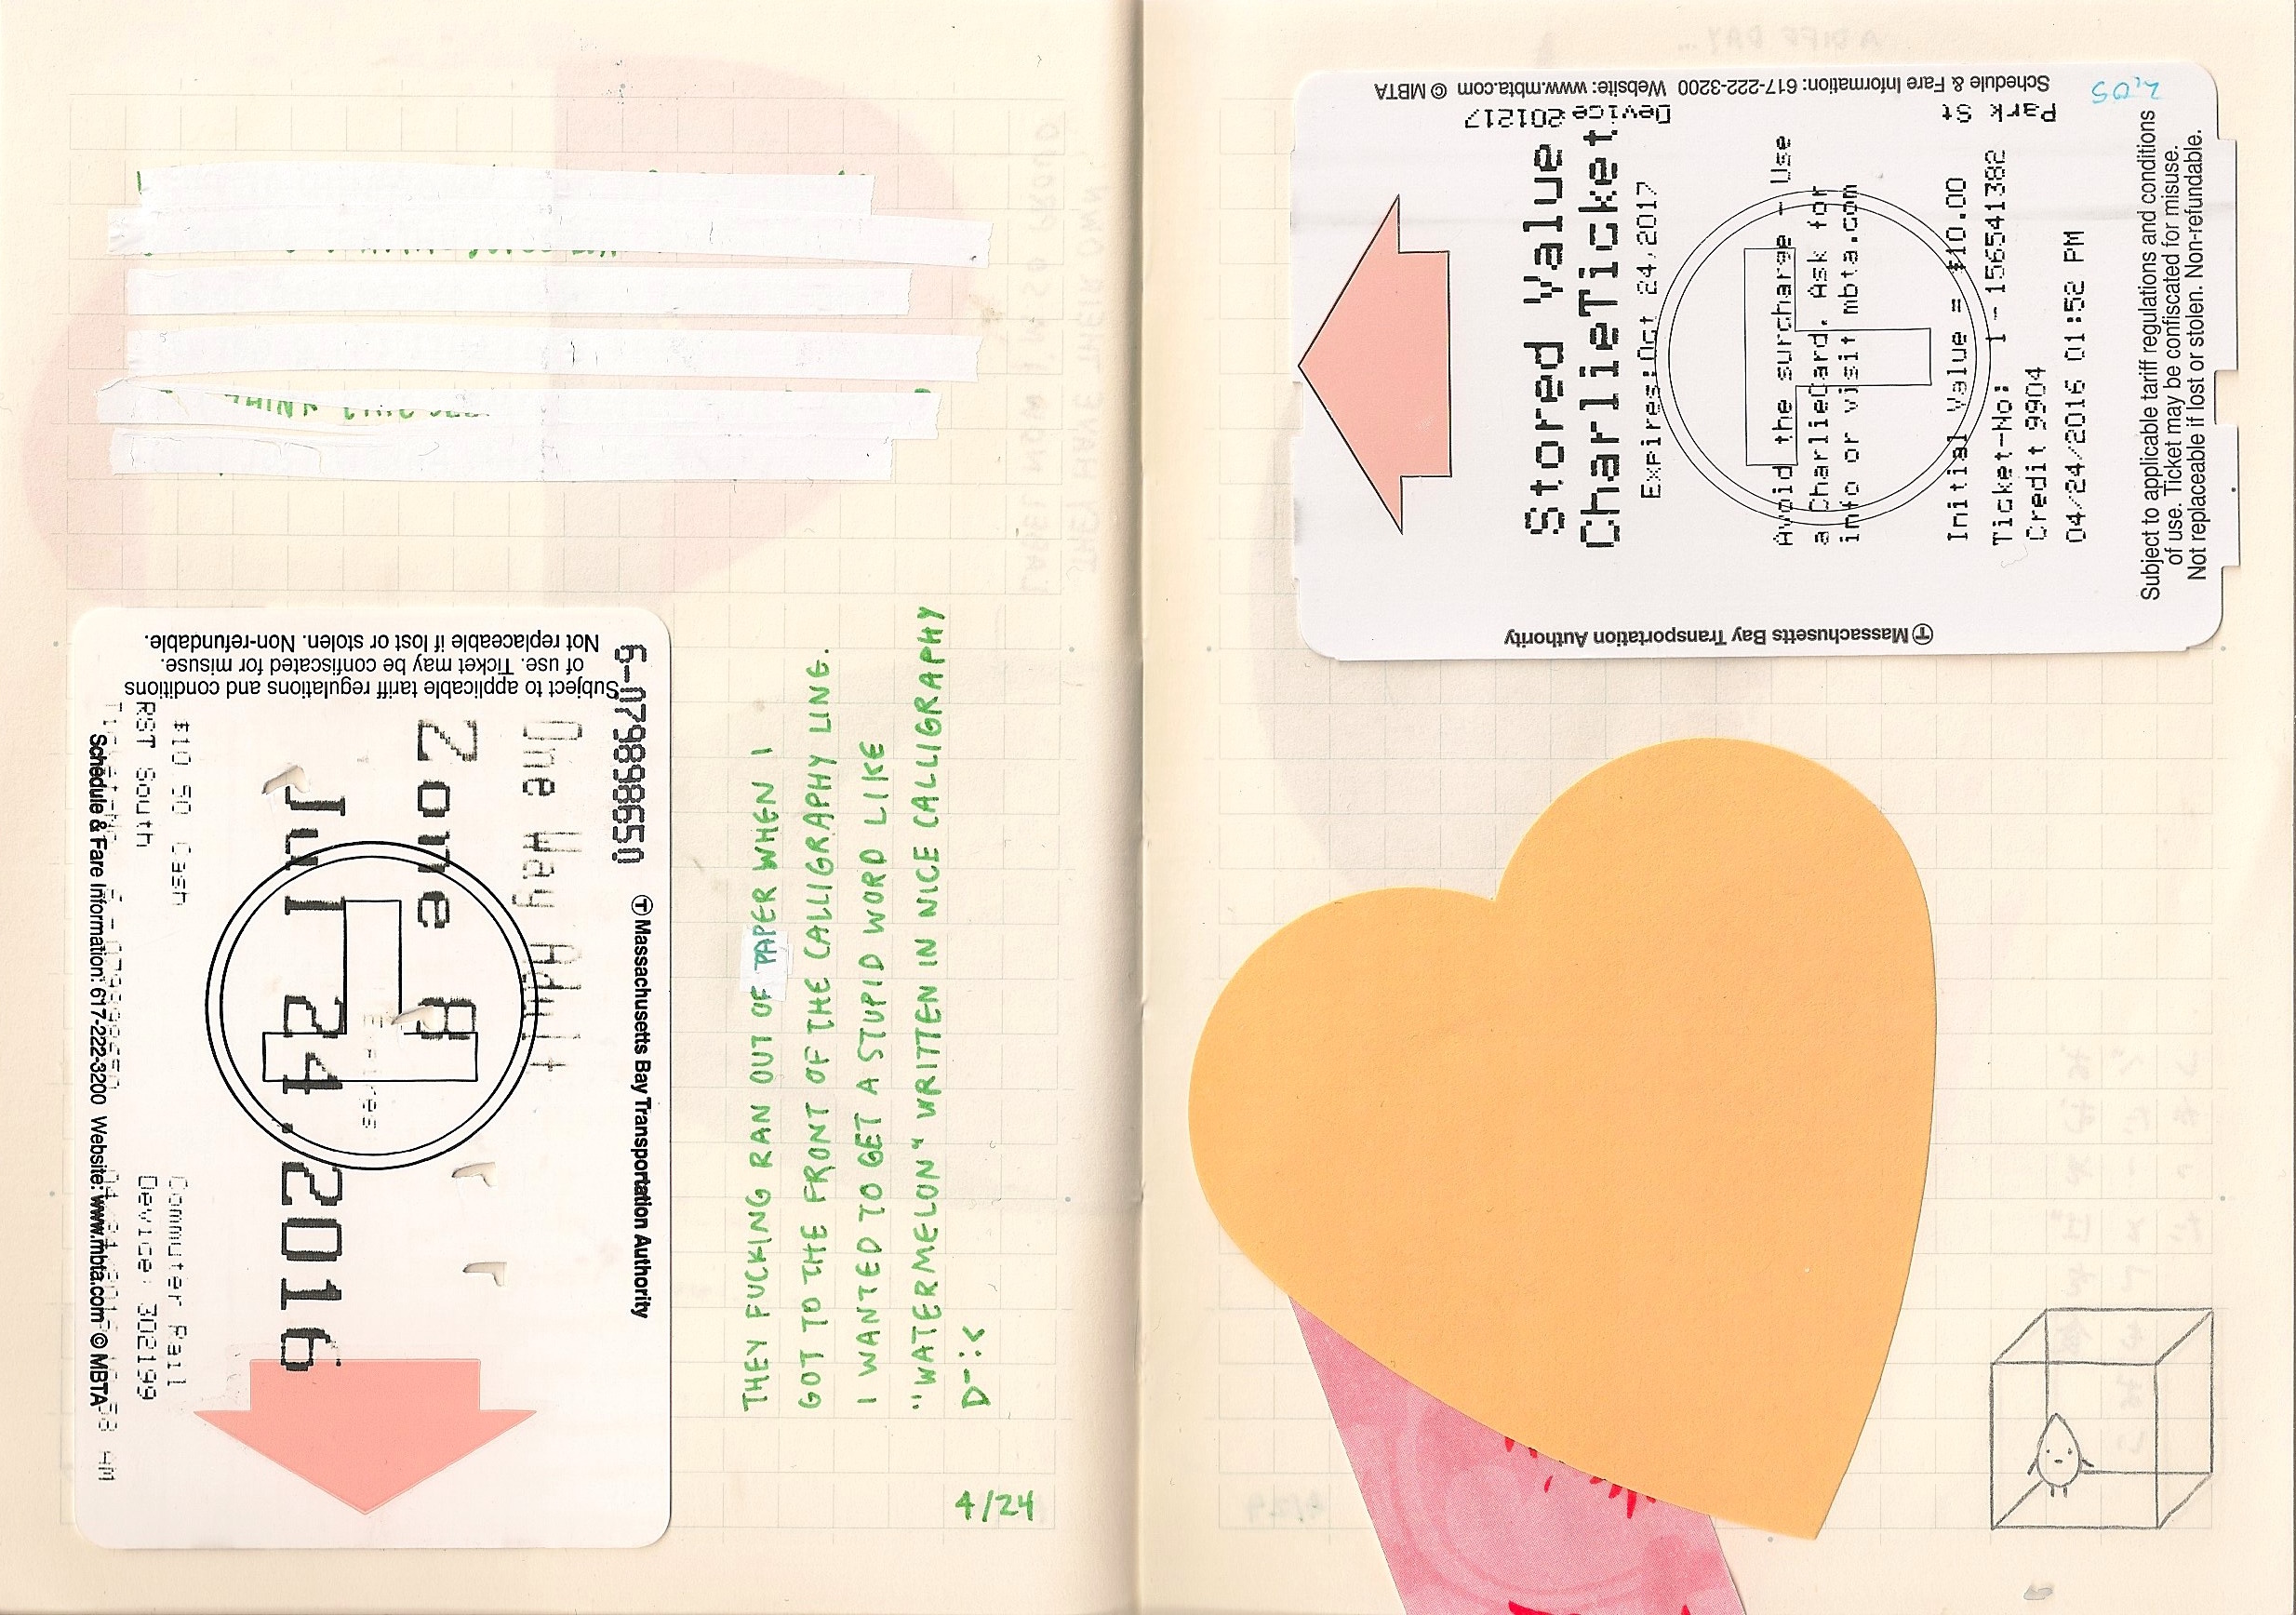 Subject to applicable tariff regulations and conditions
of use. Ticket may be confiscated for misuse.
Not replaceable if lost or stolen. Non-refundable.
6-079898650
Massachusetts Bay Transportation Authority
One Way Adult
Zone 8
Expires
Jul 24, 2016
$10 50 Cash
Commuter Rail
RST South
Device: 302199
Schedule & Fare Information: 617-222-3200 Website: www.mbta.com © MBTA
THEY FUCKING RAN OUT OF PAPER WHEN I
GOT TO THE FRONT OF THE CALLIGRAPHY LINE.
I WANTED TO GET A STUPID WORD LIKE
"WATERMELON" WRITTEN IN NICE CALLIGRAPHY
D-:<
4/24
Schedule & Fare Information: 617-222-3200 Website: www.mbta.com © MBTA
Park St
Device 201217
Stored Value
CharlieTicket
Expires:Oct 24,2017
Avoid the surcharge - Use
a CharlieCard. Ask for
info or visit mbta.com
Initial Value = $10.00
Ticket-No: 1 - 156541382
Credit 9904
04/24/2016 01:52 PM
Subject to applicable tariff regulations and conditions
of use. Ticket may be confiscated for misuse.
Not replaceable if lost or stolen. Non-refundable.
Massachusetts Bay Transportation Authority